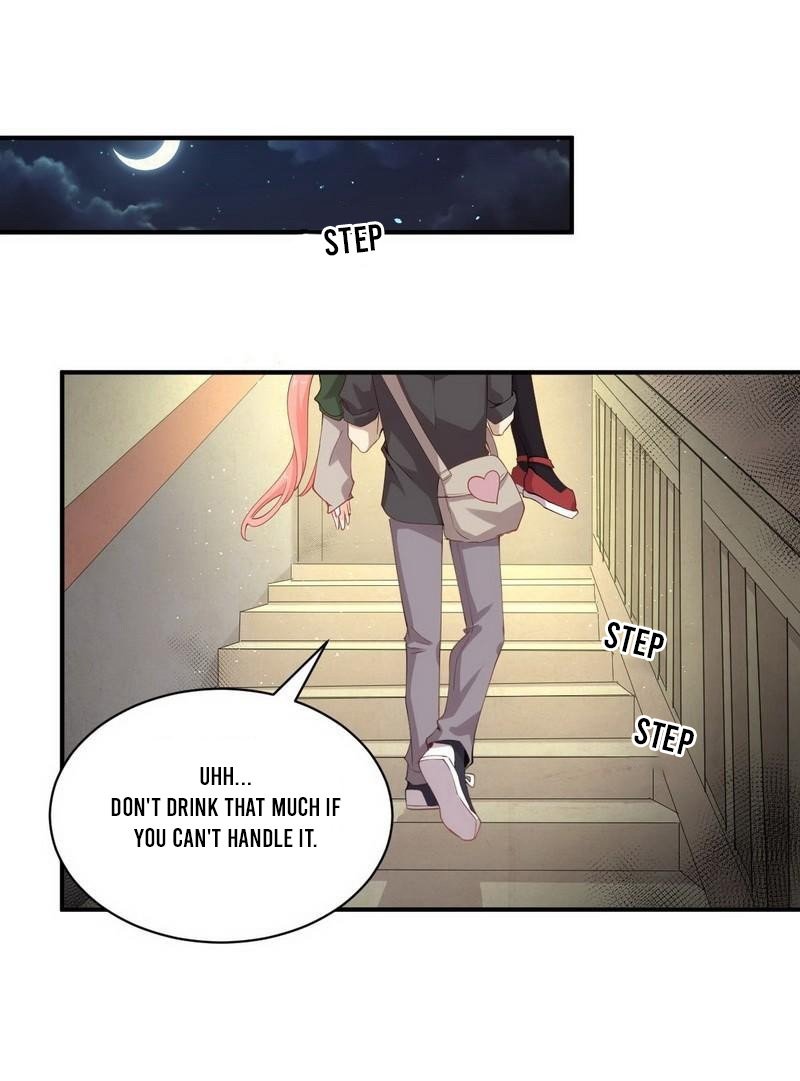 STEP
STEP
STEP
UHH...
DON'T DRINK THAT MUCH IF
YOU CAN'T HANDLE IT.